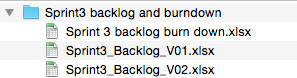 Sprint3 backlog and burndown
Sprint 3 backlog burn down.xlsx
Sprint3_Backlog_V01.xlsx
Sprint3_Backlog_V02.xlsx